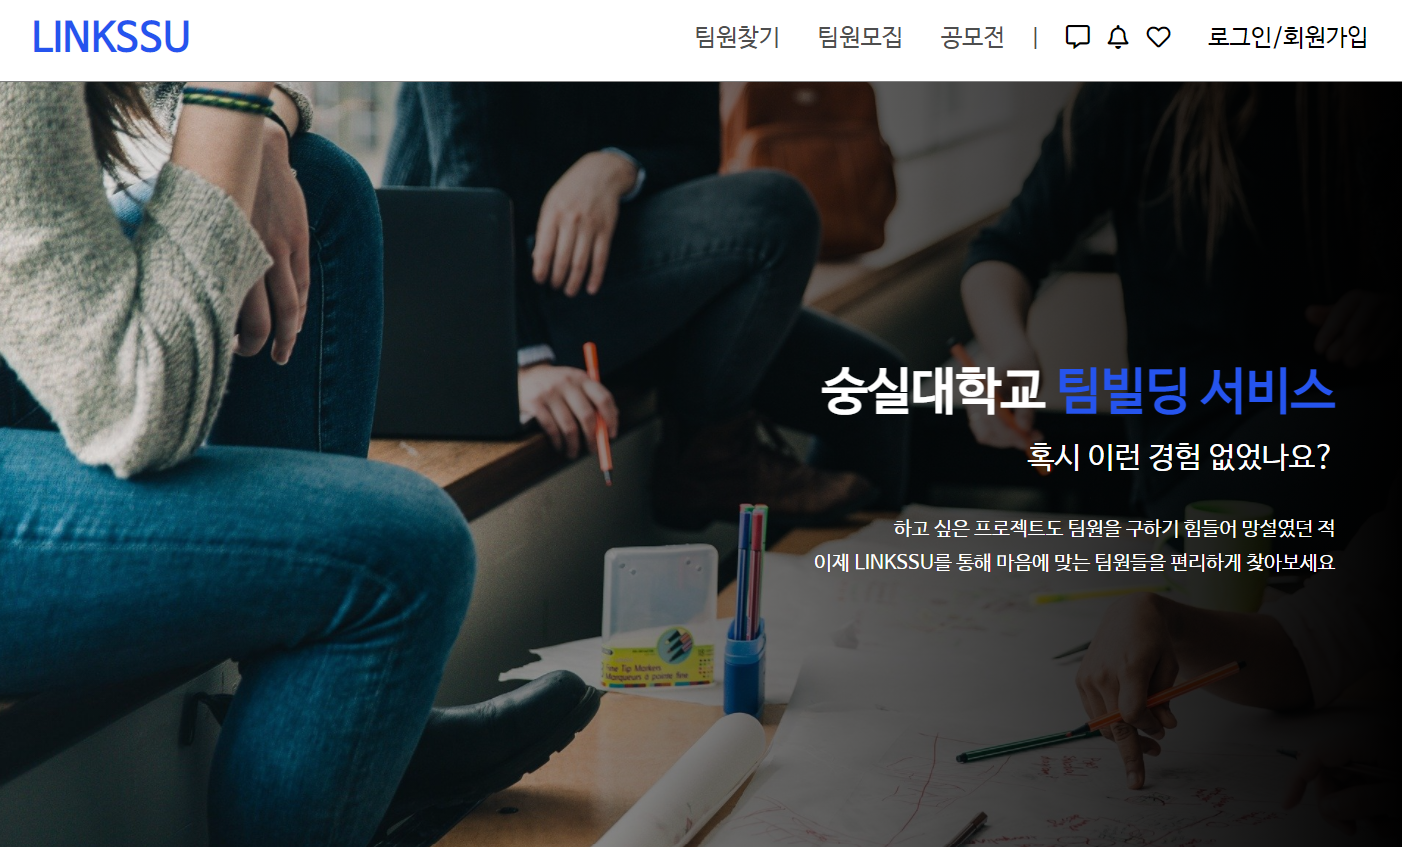 LINKSSU
팀원찾기 팀원모집 공모전 | 로그인/회원가입
숭실대학교 팀빌딩 서비스
혹시 이런 경험 없었나요?
하고 싶은 프로젝트도 팀원을 구하기 힘들어 망설였던 적
이제 LINKSSU를 통해 마음에 맞는 팀원들을 편리하게 찾아보세요
Fine Tip Markers
Marqueurs à pointe fine